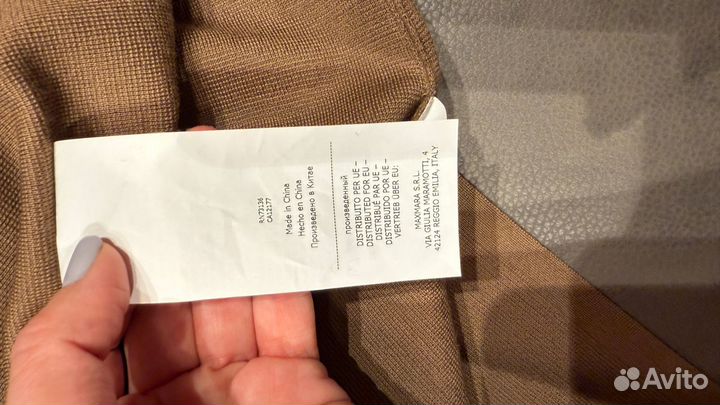 RN73136
CA12177
Made in China
Hecho en China
Произведено в Китае
произведенный
DISTRIBUITO PER UE –
DISTRIBUTED FOR EU –
DISTRIBUÉ PAR UE –
DISTRIBUIDO POR UE –
VERTRIEB ÜBER EU:
MAXMARA S.R.L.
VIA GIULIA MARAMOTTI, 4
42124 REGGIO EMILIA, ITALY
Avito